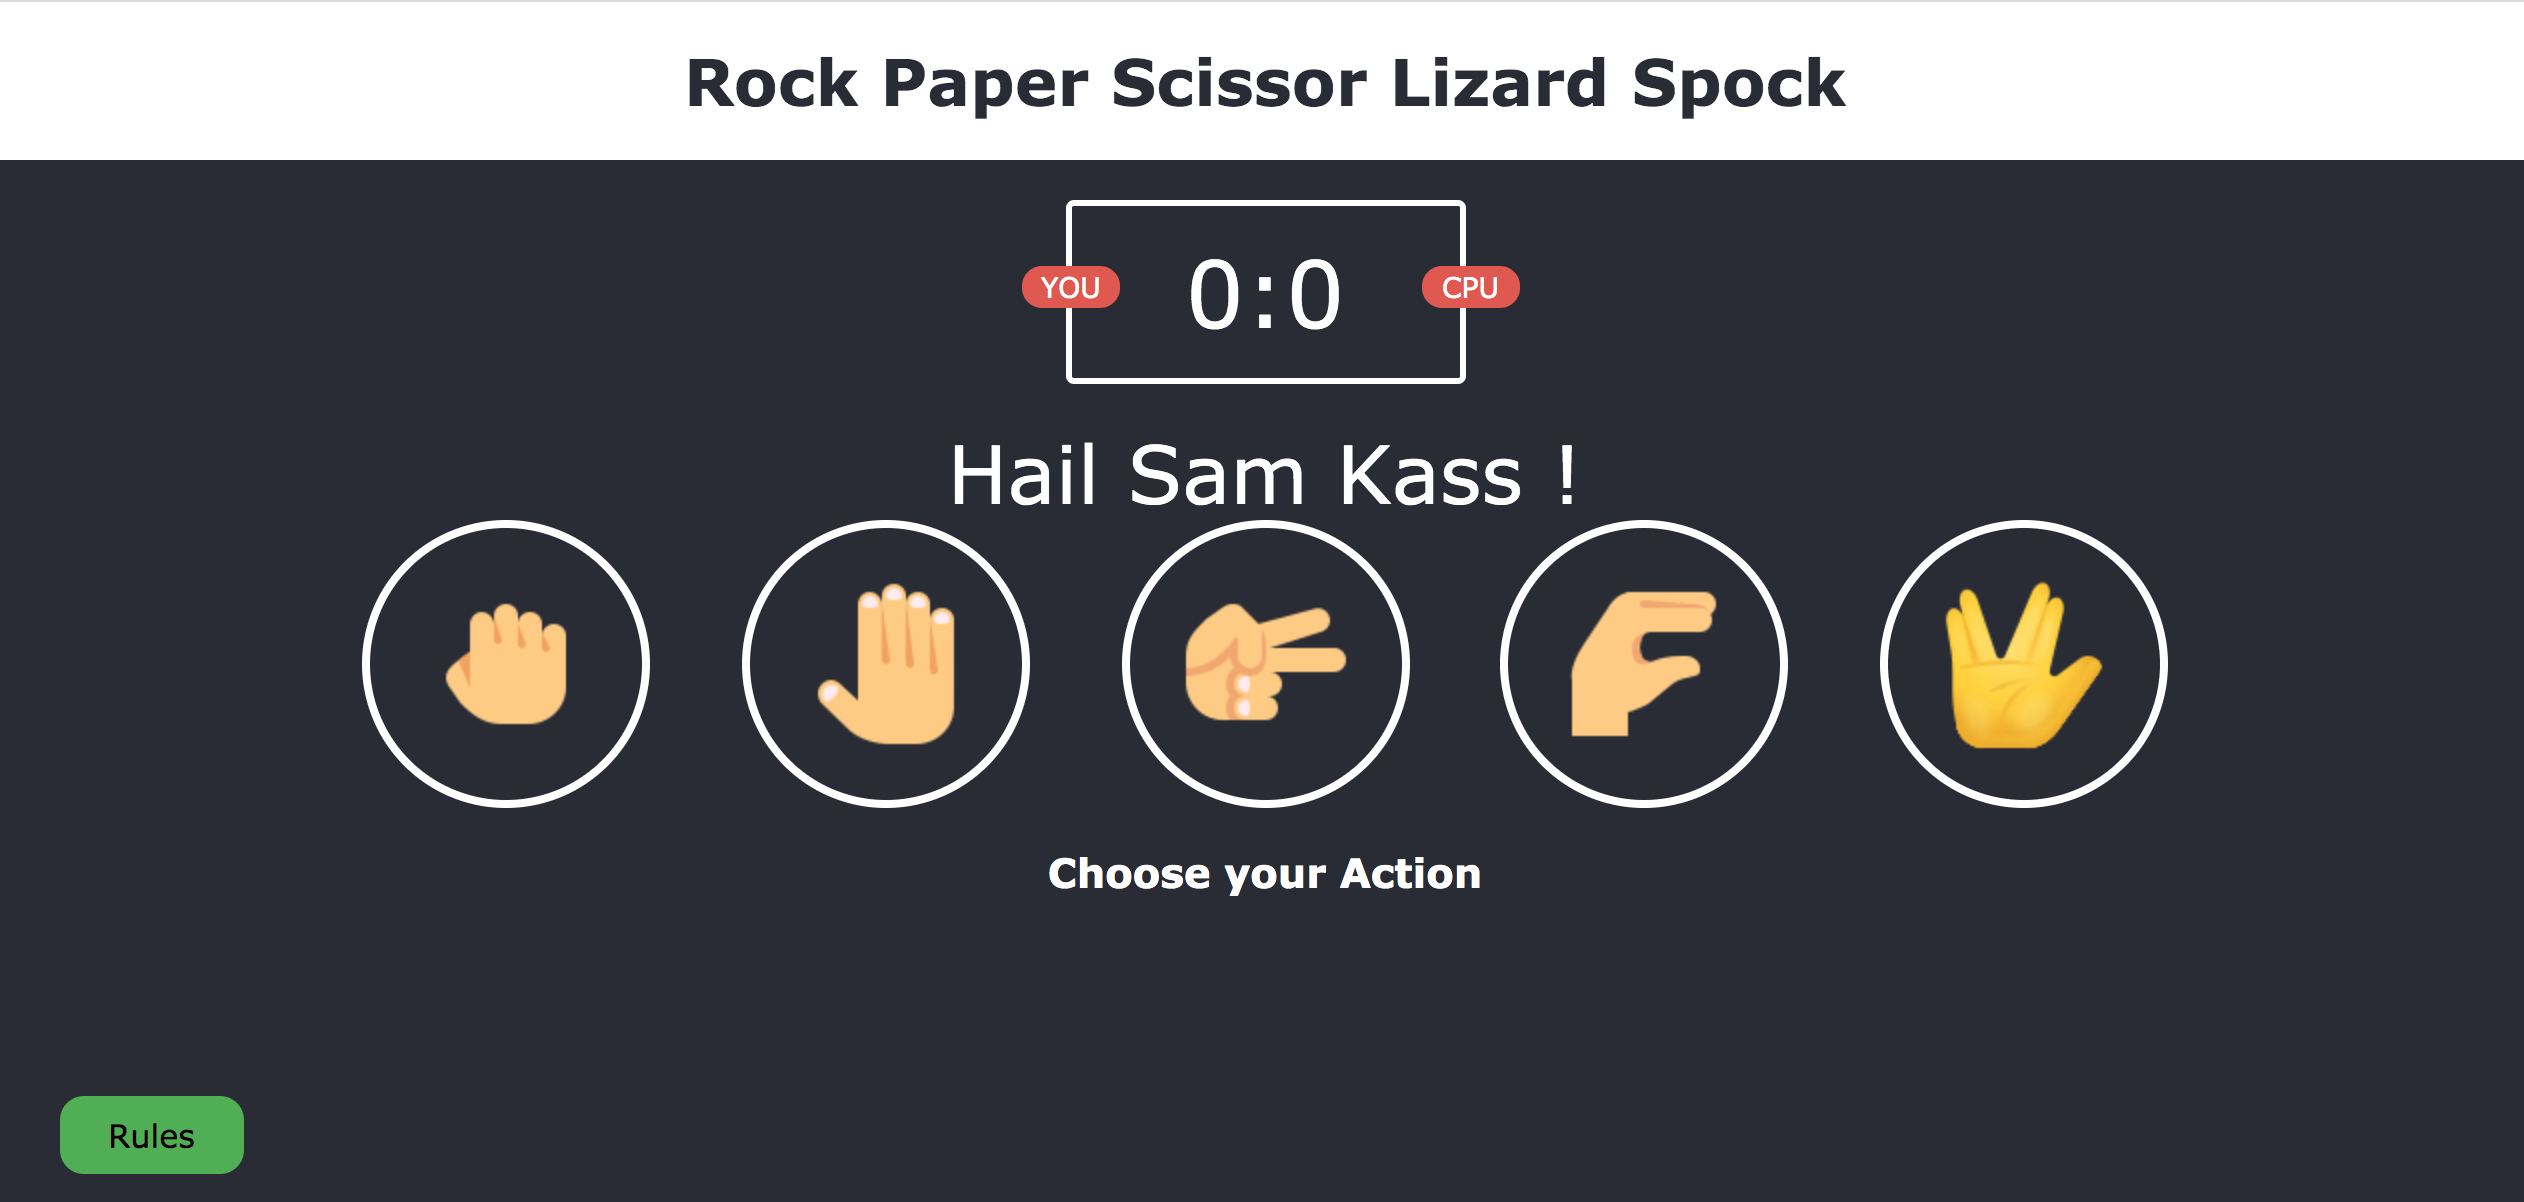 Rock Paper Scissor Lizard Spock
YOU 0:0 CPU
Hail Sam Kass !
Choose your Action
Rules